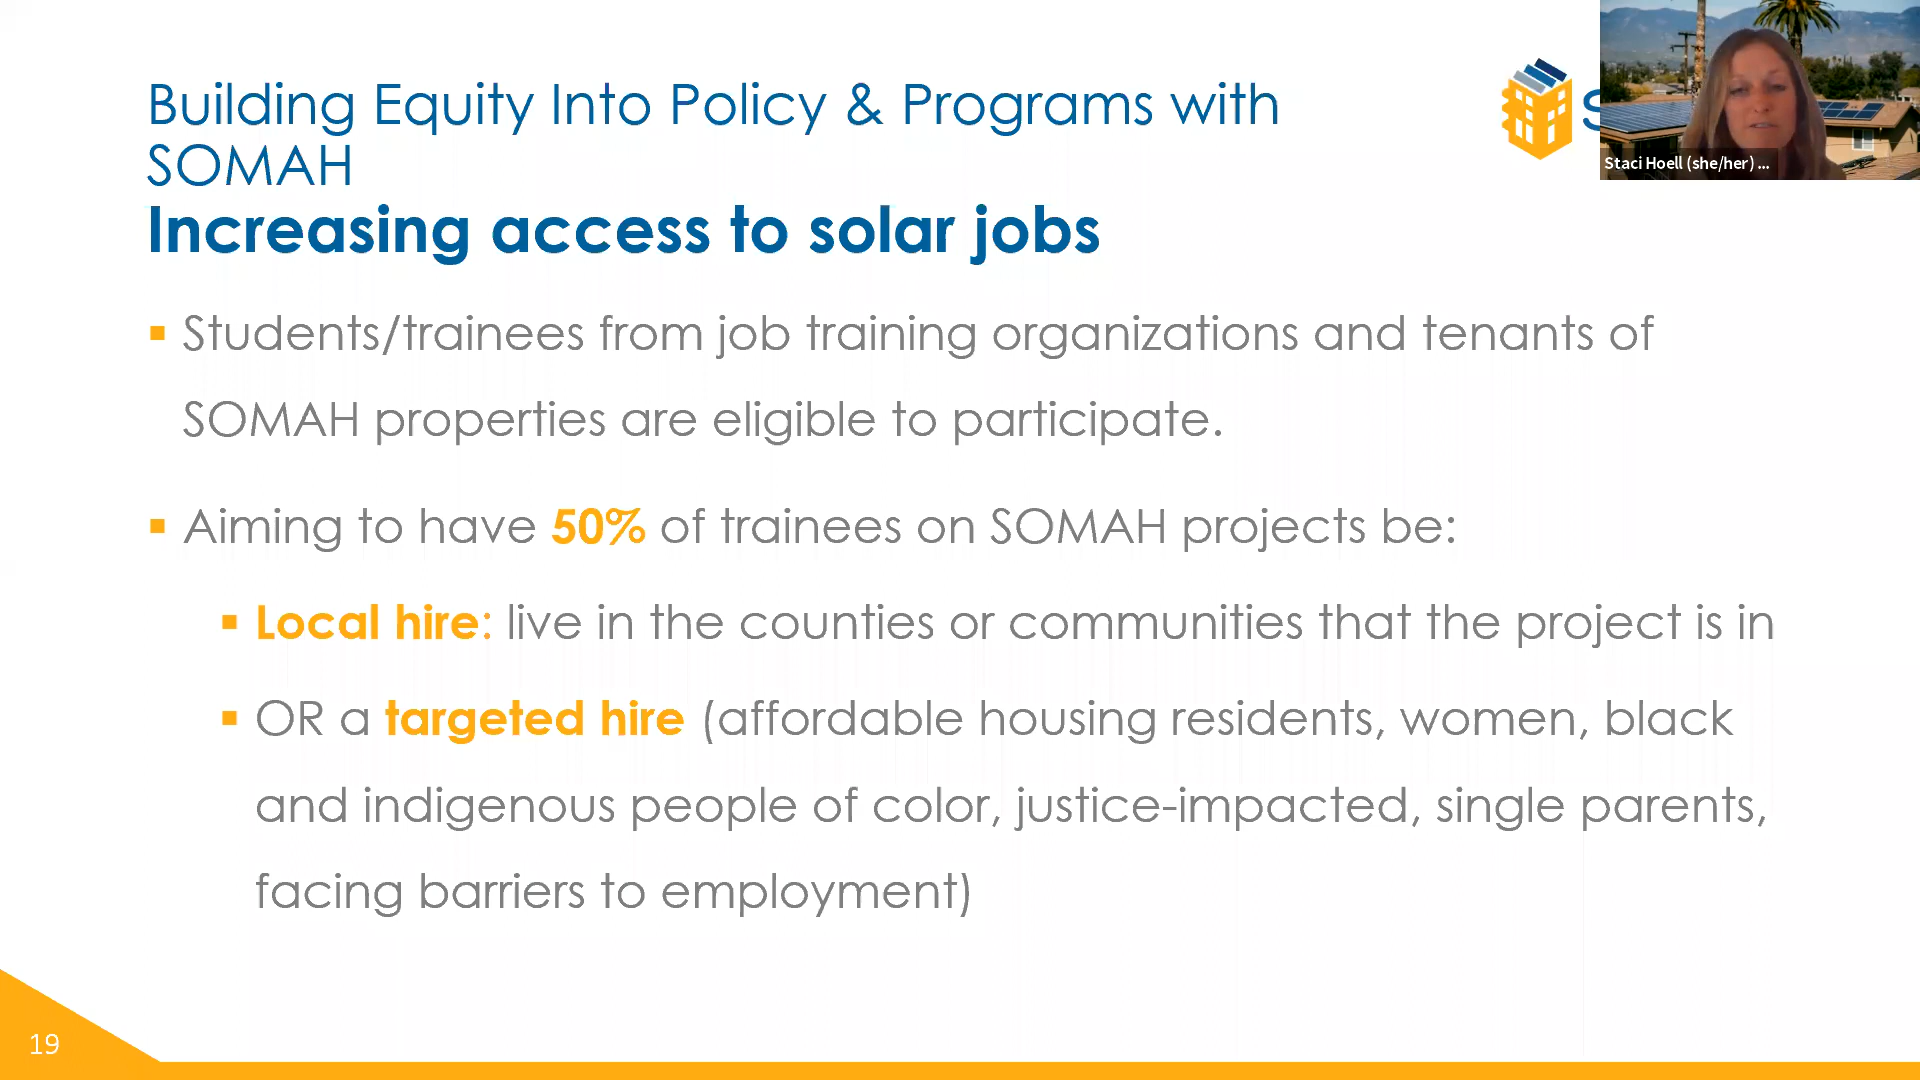 Building Equity Into Policy & Programs with
SOMAH
Increasing access to solar jobs
S
Staci Hoell (she/her) ...
▪ Students/trainees from job training organizations and tenants of
SOMAH properties are eligible to participate.
▪ Aiming to have 50% of trainees on SOMAH projects be:
▪ Local hire: live in the counties or communities that the project is in
▪ OR a targeted hire (affordable housing residents, women, black
and indigenous people of color, justice-impacted, single parents,
facing barriers to employment)
19